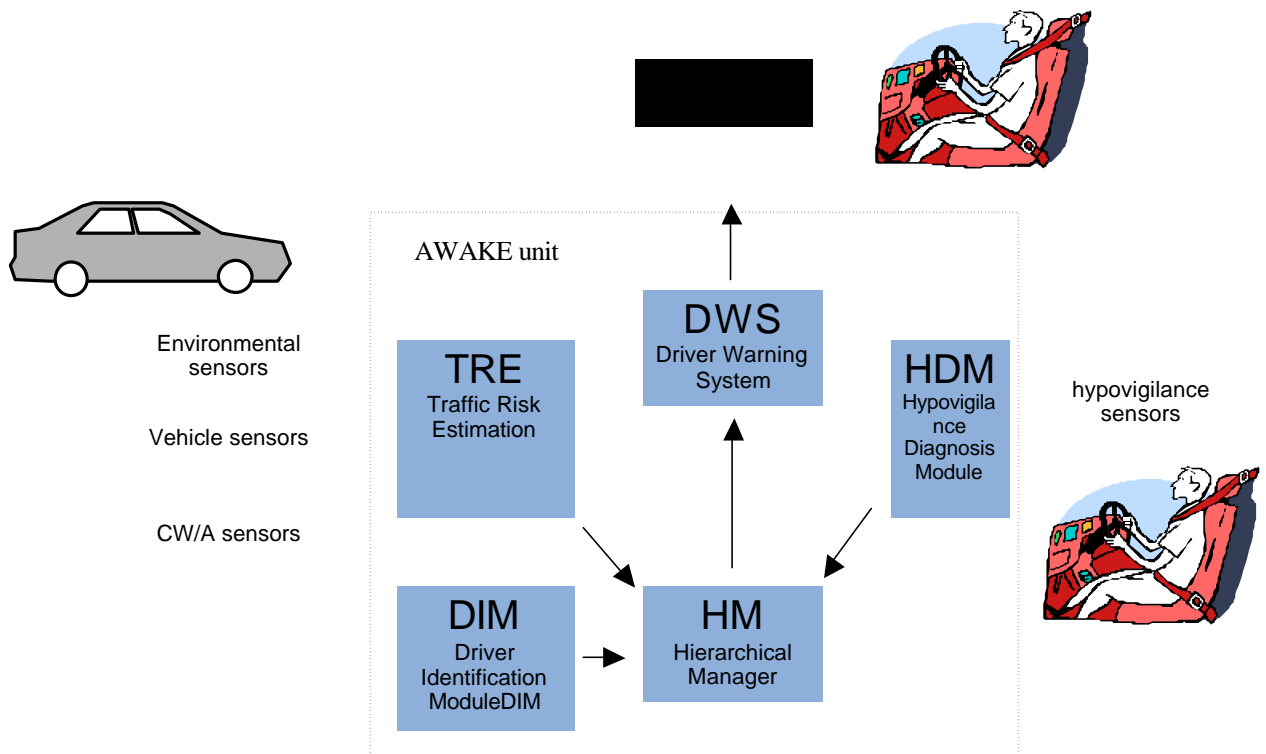 AWAKE unit
Environmental
sensors
Vehicle sensors
CW/A sensors
TRE
Traffic Risk
Estimation
DWS
Driver Warning
System
HDM
Hypovigila
nce
Diagnosis
Module
hypovigilance
sensors
DIM
Driver
Identification
ModuleDIM
HM
Hierarchical
Manager